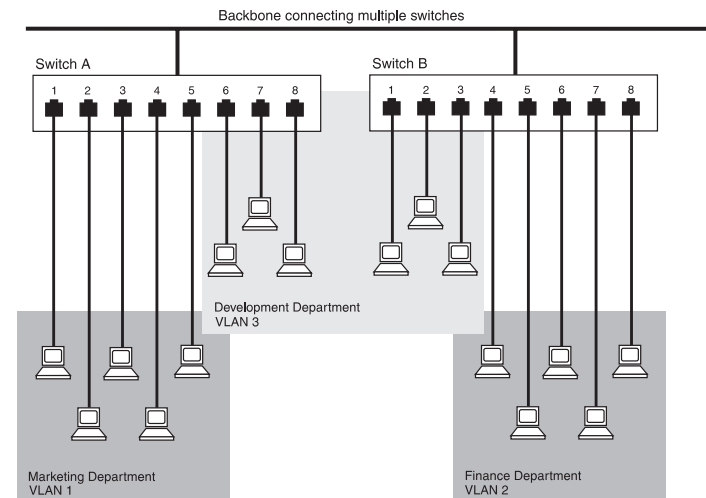 Backbone connecting multiple switches
Switch A
1 2 3 4 5 6 7 8
Switch B
1 2 3 4 5 6 7 8
Development Department
VLAN 3
Marketing Department
VLAN 1
Finance Department
VLAN 2